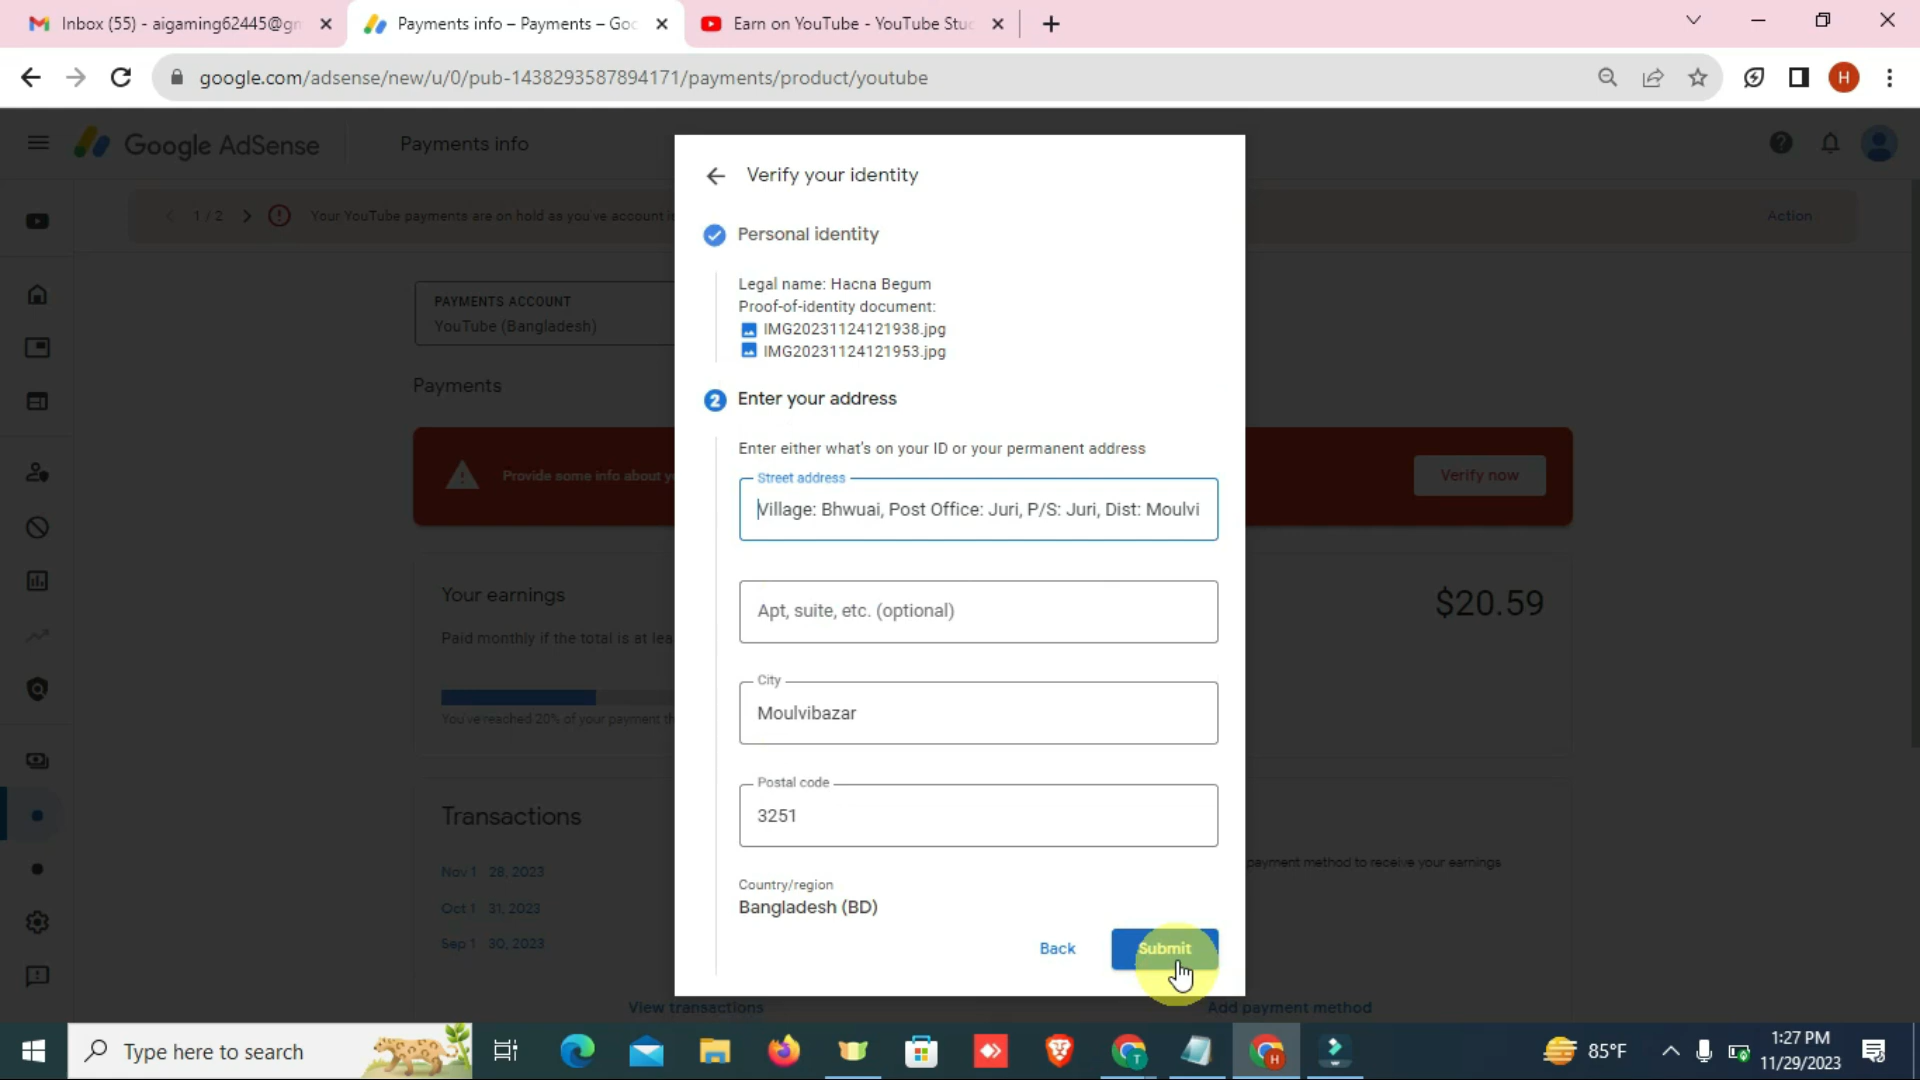 Inbox (55) - aigaming62445@gm
Payments info – Payments – Goo
Earn on YouTube - YouTube Stud
google.com/adsense/new/u/0/pub-1438293587894171/payments/product/youtube
H
Google AdSense
Payments info
1 / 2
Your YouTube payments are on hold as you've account i
Action
PAYMENTS ACCOUNT
YouTube (Bangladesh)
Payments
Provide some info about y
Verify now
Your earnings
$20.59
Paid monthly if the total is at lea
You've reached 20% of your payment th
Transactions
Nov 1 28, 2023
Oct 1 31, 2023
Sep 1 30, 2023
payment method to receive your earnings
View transactions
Add payment method
Verify your identity
Personal identity
Legal name: Hacna Begum
Proof-of-identity document:
IMG20231124121938.jpg
IMG20231124121953.jpg
2
Enter your address
Enter either what's on your ID or your permanent address
Street address
Village: Bhwuai, Post Office: Juri, P/S: Juri, Dist: Moulvi
Apt, suite, etc. (optional)
City
Moulvibazar
Postal code
3251
Country/region
Bangladesh (BD)
Back
Submit
Type here to search
T
H
85°F
1:27 PM
11/29/2023